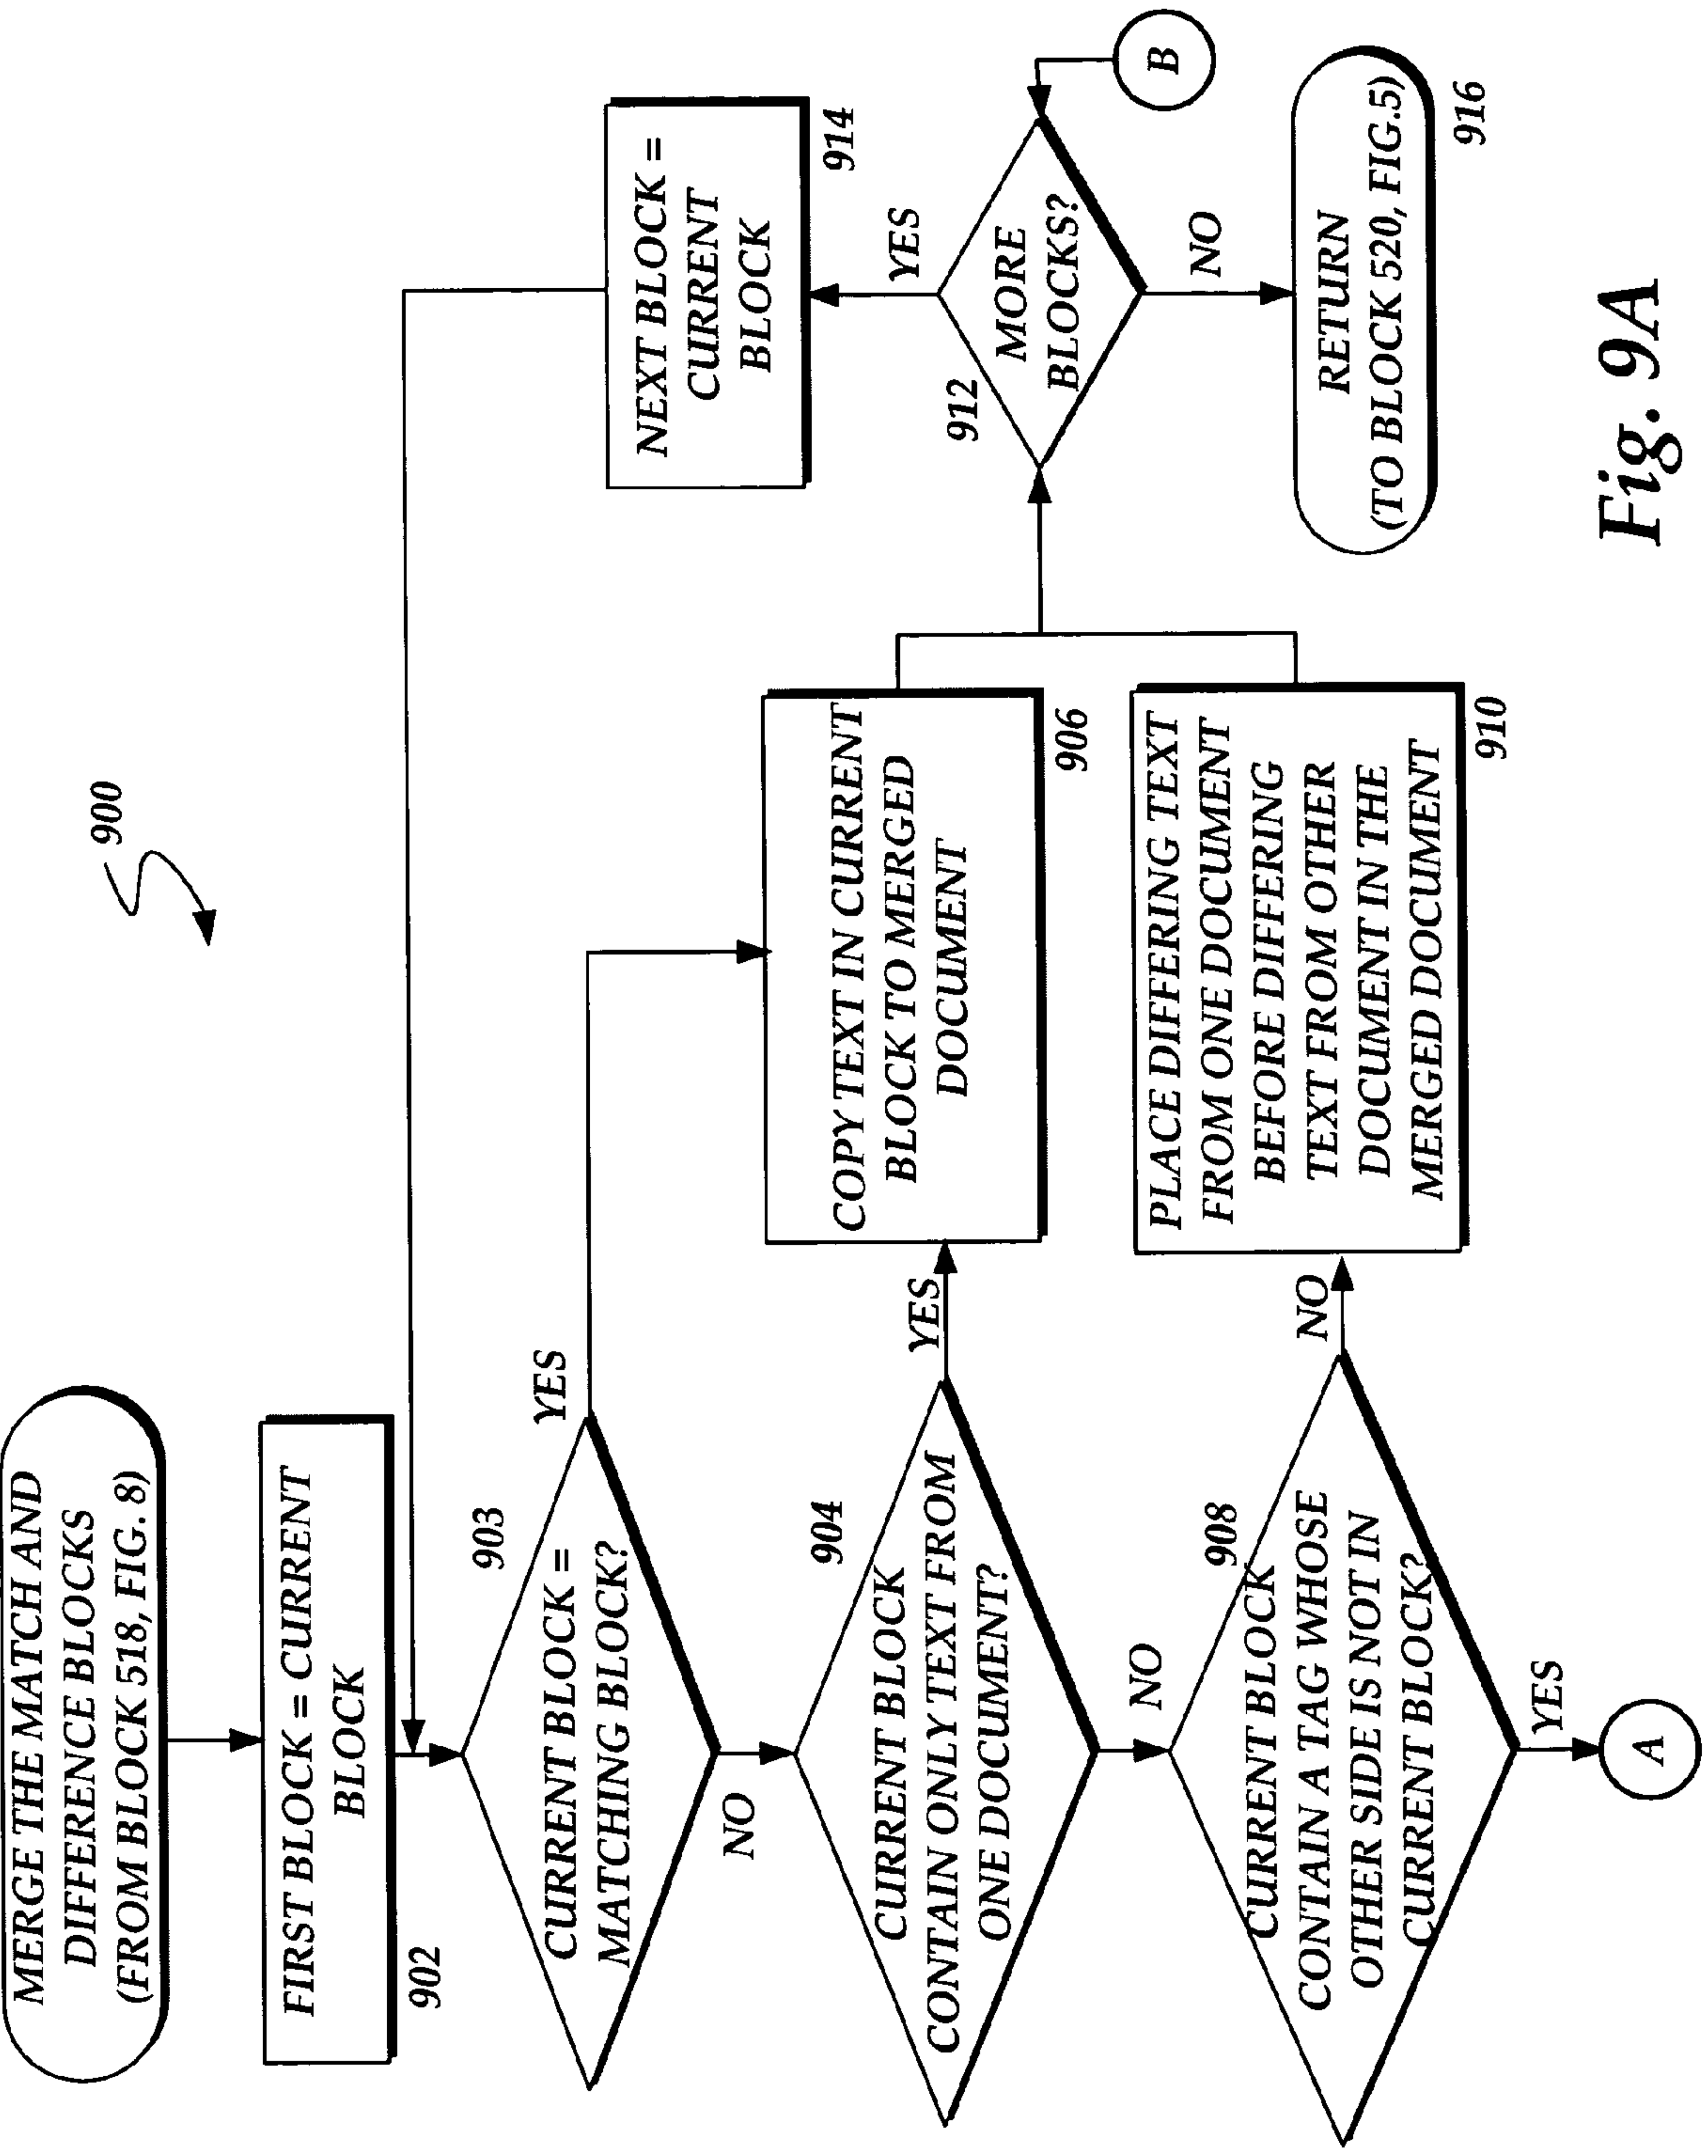 900
MERGE THE MATCH AND
DIFFERENCE BLOCKS
(FROM BLOCK 518, FIG. 8)
FIRST BLOCK = CURRENT
BLOCK
902
903
CURRENT BLOCK =
MATCHING BLOCK?
YES
NO
904
CURRENT BLOCK
CONTAIN ONLY TEXT FROM
ONE DOCUMENT?
YES
NO
COPY TEXT IN CURRENT
BLOCK TO MERGED
DOCUMENT
906
908
CURRENT BLOCK
CONTAIN A TAG WHOSE
OTHER SIDE IS NOT IN
CURRENT BLOCK?
NO
YES
A
PLACE DIFFERING TEXT
FROM ONE DOCUMENT
BEFORE DIFFERING
TEXT FROM OTHER
DOCUMENT IN THE
MERGED DOCUMENT
910
NEXT BLOCK =
CURRENT
BLOCK
914
YES
912
MORE
BLOCKS?
B
NO
RETURN
(TO BLOCK 520, FIG.5)
916
Fig. 9A